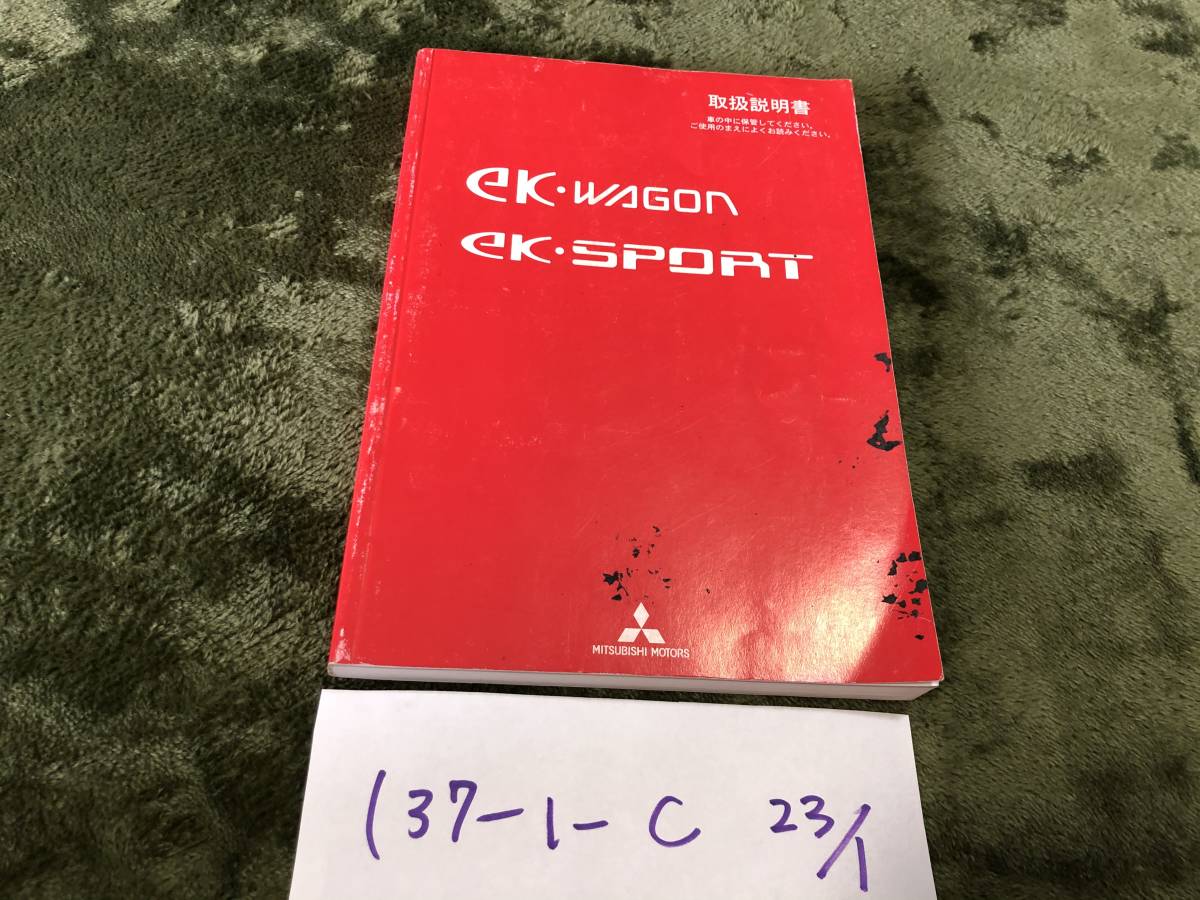 取扱説明書
車の中に保管してください。
ご使用のまえによくお読みください。
eK·WAGON
eK·SPORT
MITSUBISHI MOTORS
137-1-C 23/1